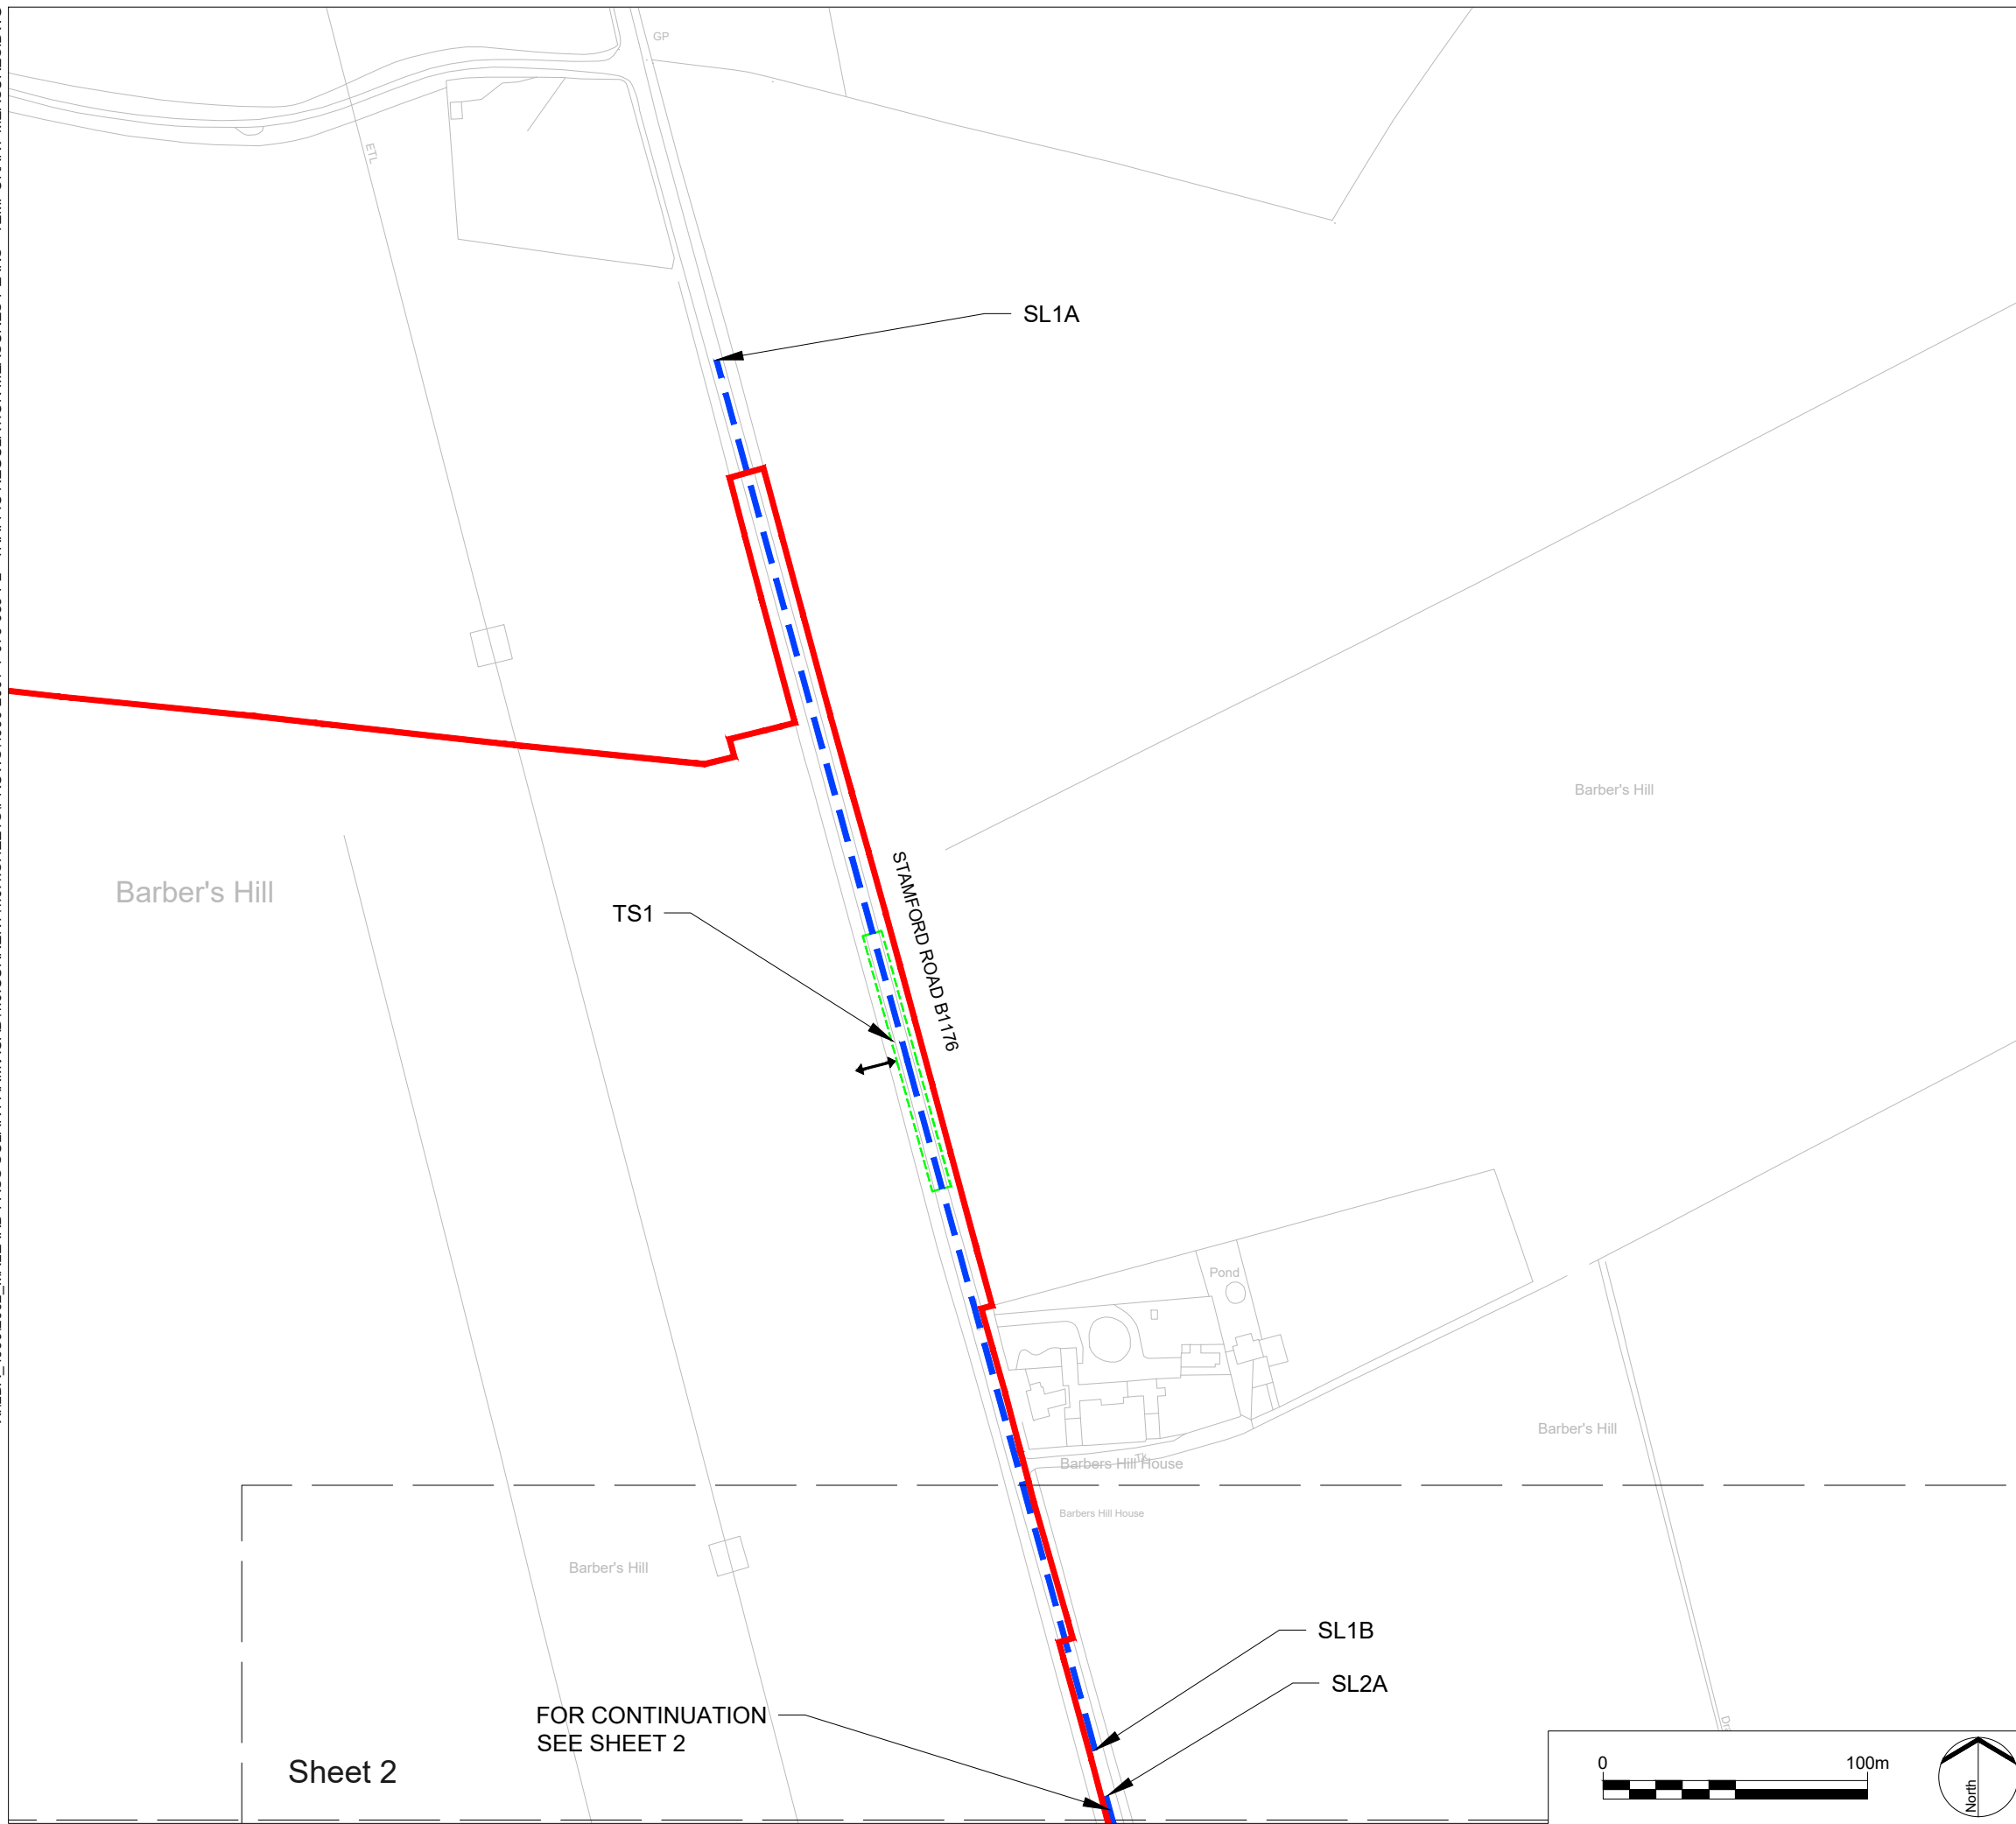 GP
ETL
SL1A
Barber's Hill
Barber's Hill
STAMFORD ROAD B1176
TS1
Pond
Barber's Hill
Tk
Barbers Hill House
Barbers Hill House
Barber's Hill
SL1B
SL2A
FOR CONTINUATION
SEE SHEET 2
Sheet 2
0
100m
North